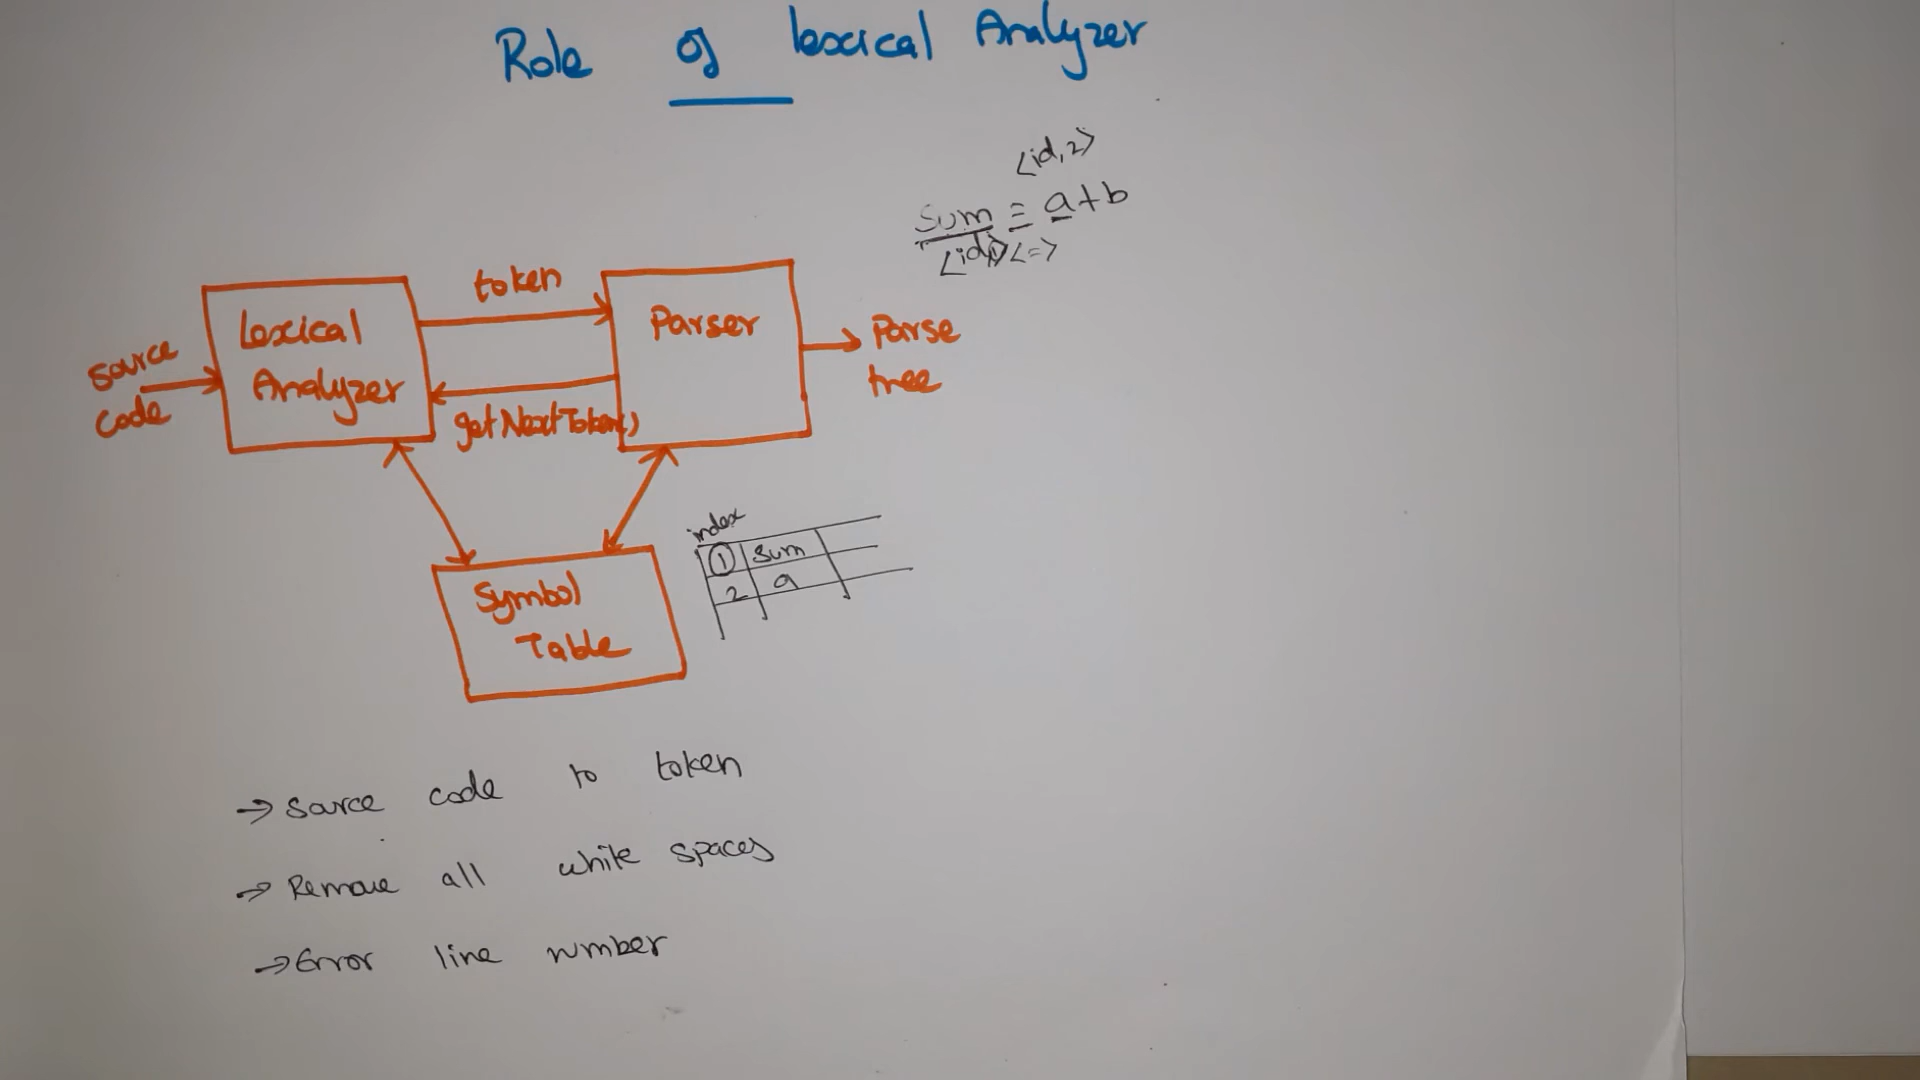 Role of lexical Analyzer
<id,2>
Sum = a+b
<id,1> <=>
token
Lexical
Analyzer
Parser
source
code
Parse
tree
getNextToken()
index
1 sum
2 a
Symbol
Table
→ source code to token
→ Remove all white spaces
→ Error line number